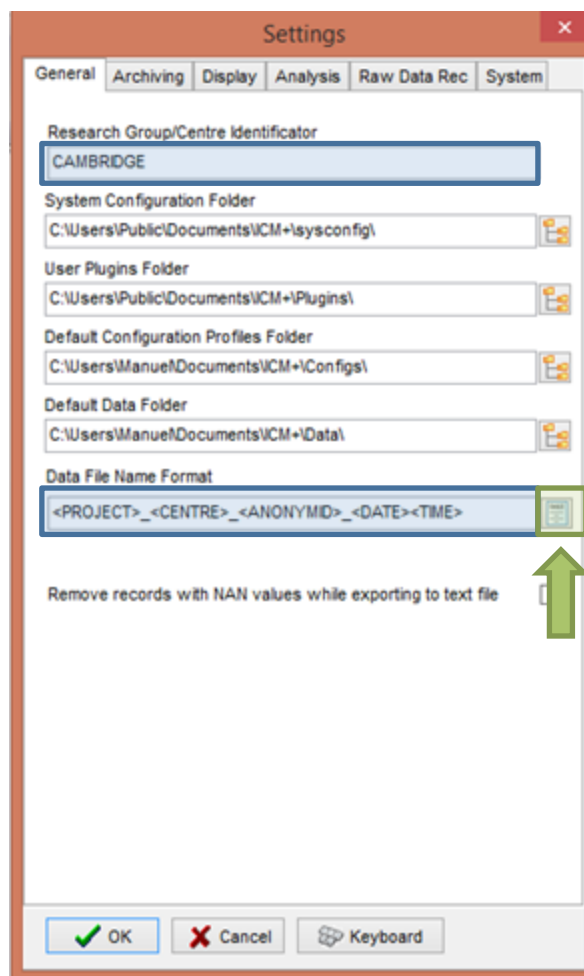 Settings
General Archiving Display Analysis Raw Data Rec System
Research Group/Centre Identificator
CAMBRIDGE
System Configuration Folder
C:\Users\Public\Documents\ICM+\sysconfig\
User Plugins Folder
C:\Users\Public\Documents\ICM+\Plugins\
Default Configuration Profiles Folder
C:\Users\Manuel\Documents\ICM+\Configs\
Default Data Folder
C:\Users\Manuel\Documents\ICM+\Data\
Data File Name Format
<PROJECT>_<CENTRE>_<ANONYMID>_<DATE><TIME>
Remove records with NAN values while exporting to text file
OK Cancel Keyboard